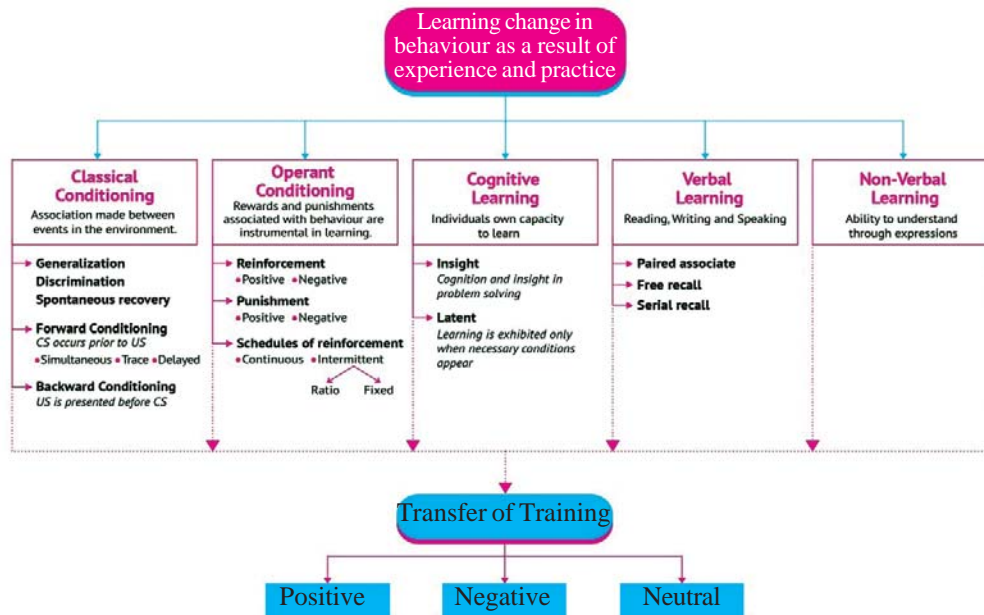 Learning change in
behaviour as a result of
experience and practice
Classical
Conditioning
Association made between
events in the environment.
Generalization
Discrimination
Spontaneous recovery
Forward Conditioning
CS occurs prior to US
•Simultaneous •Trace •Delayed
Backward Conditioning
US is presented before CS
Operant
Conditioning
Rewards and punishments
associated with behaviour are
instrumental in learning.
Reinforcement
•Positive •Negative
Punishment
•Positive •Negative
Schedules of reinforcement
•Continuous •Intermittent
Ratio Fixed
Cognitive
Learning
Individuals own capacity
to learn
Insight
Cognition and insight in
problem solving
Latent
Learning is exhibited only
when necessary conditions
appear
Verbal
Learning
Reading, Writing and Speaking
Paired associate
Free recall
Serial recall
Non-Verbal
Learning
Ability to understand
through expressions
Transfer of Training
Positive Negative Neutral